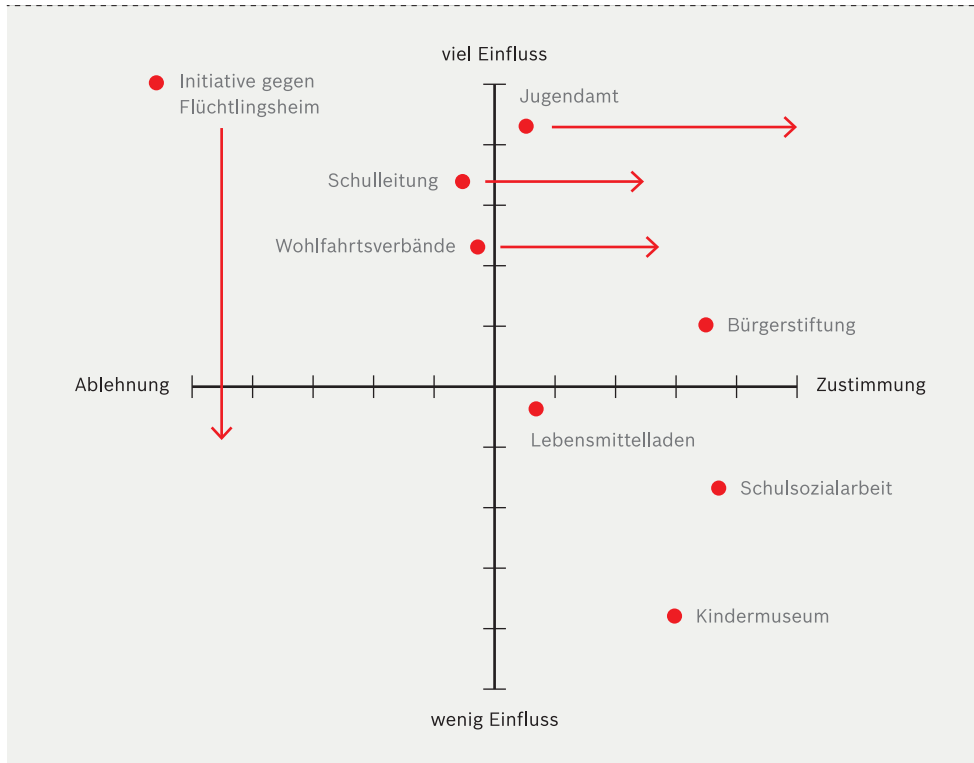 viel Einfluss
Initiative gegen
Flüchtlingsheim
Jugendamt
Schulleitung
Wohlfahrtsverbände
Bürgerstiftung
Ablehnung
Zustimmung
Lebensmittelladen
Schulsozialarbeit
Kindermuseum
wenig Einfluss